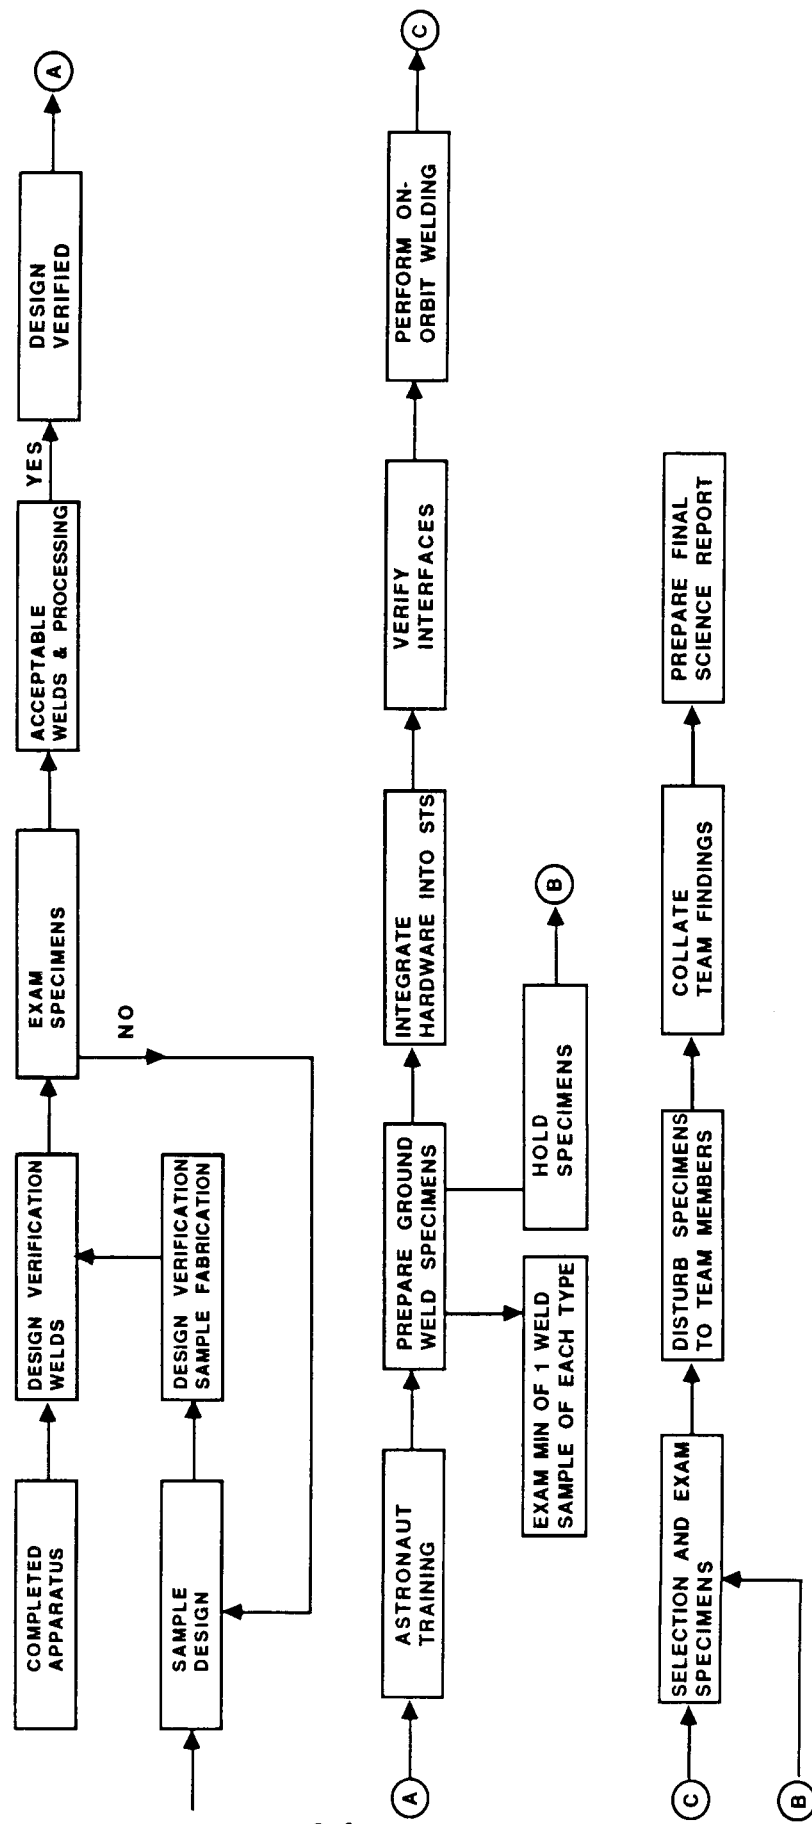 COMPLETED
APPARATUS
DESIGN VERIFICATION
WELDS
EXAM
SPECIMENS
ACCEPTABLE
WELDS & PROCESSING
YES
DESIGN
VERIFIED
A
NO
SAMPLE
DESIGN
DESIGN VERIFICATION
SAMPLE FABRICATION
A
ASTRONAUT
TRAINING
PREPARE GROUND
WELD SPECIMENS
INTEGRATE
HARDWARE INTO STS
VERIFY
INTERFACES
PERFORM ON-
ORBIT WELDING
C
EXAM MIN OF 1 WELD
SAMPLE OF EACH TYPE
HOLD
SPECIMENS
B
C
SELECTION AND EXAM
SPECIMENS
DISTURB SPECIMENS
TO TEAM MEMBERS
COLLATE
TEAM FINDINGS
PREPARE FINAL
SCIENCE REPORT
B